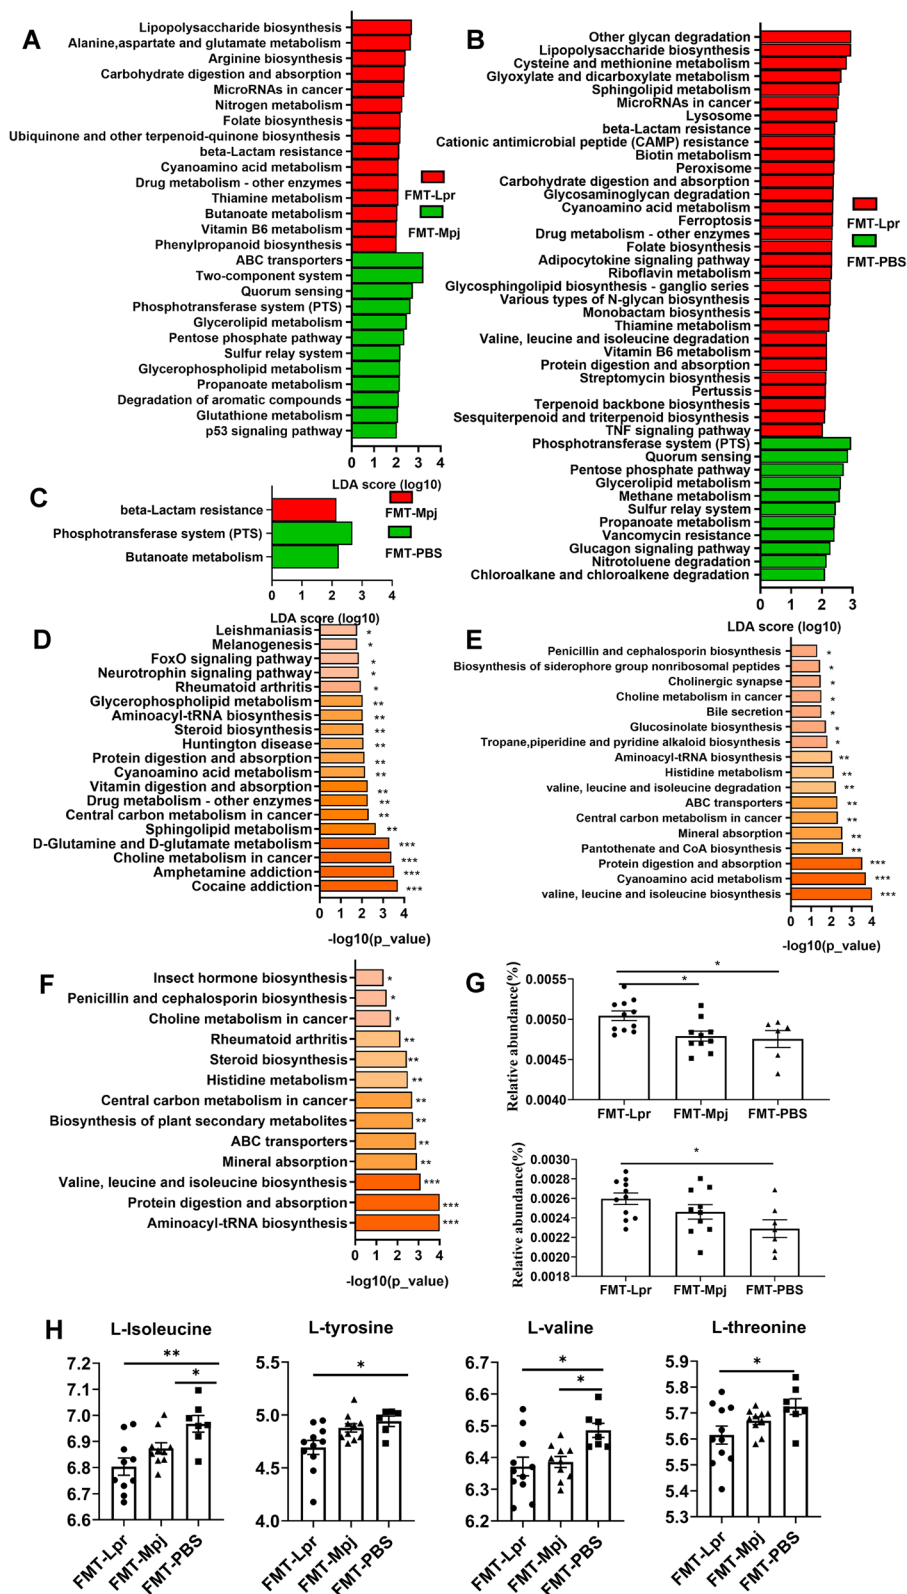 A
Lipopolysaccharide biosynthesis
Alanine,aspartate and glutamate metabolism
Arginine biosynthesis
Carbohydrate digestion and absorption
MicroRNAs in cancer
Nitrogen metabolism
Folate biosynthesis
Ubiquinone and other terpenoid-quinone biosynthesis
beta-Lactam resistance
Cyanoamino acid metabolism
Drug metabolism - other enzymes
Thiamine metabolism
Butanoate metabolism
Vitamin B6 metabolism
Phenylpropanoid biosynthesis
ABC transporters
Two-component system
Quorum sensing
Phosphotransferase system (PTS)
Glycerolipid metabolism
Pentose phosphate pathway
Sulfur relay system
Glycerophospholipid metabolism
Propanoate metabolism
Degradation of aromatic compounds
Glutathione metabolism
p53 signaling pathway
FMT-Lpr
FMT-Mpj
0 1 2 3 4
LDA score (log10)
B
Other glycan degradation
Lipopolysaccharide biosynthesis
Cysteine and methionine metabolism
Glyoxylate and dicarboxylate metabolism
Sphingolipid metabolism
MicroRNAs in cancer
Lysosome
beta-Lactam resistance
Cationic antimicrobial peptide (CAMP) resistance
Biotin metabolism
Peroxisome
Carbohydrate digestion and absorption
Glycosaminoglycan degradation
Cyanoamino acid metabolism
Ferroptosis
Drug metabolism - other enzymes
Folate biosynthesis
Adipocytokine signaling pathway
Riboflavin metabolism
Glycosphingolipid biosynthesis - ganglio series
Various types of N-glycan biosynthesis
Monobactam biosynthesis
Thiamine metabolism
Valine, leucine and isoleucine degradation
Vitamin B6 metabolism
Protein digestion and absorption
Streptomycin biosynthesis
Pertussis
Terpenoid backbone biosynthesis
Sesquiterpenoid and triterpenoid biosynthesis
TNF signaling pathway
Phosphotransferase system (PTS)
Quorum sensing
Pentose phosphate pathway
Glycerolipid metabolism
Methane metabolism
Sulfur relay system
Propanoate metabolism
Vancomycin resistance
Glucagon signaling pathway
Nitrotoluene degradation
Chloroalkane and chloroalkene degradation
FMT-Lpr
FMT-PBS
0 1 2 3
LDA score (log10)
C
beta-Lactam resistance
Phosphotransferase system (PTS)
Butanoate metabolism
FMT-Mpj
FMT-PBS
0 1 2 3 4
LDA score (log10)
D
Leishmaniasis *
Melanogenesis *
FoxO signaling pathway *
Neurotrophin signaling pathway *
Rheumatoid arthritis *
Glycerophospholipid metabolism **
Aminoacyl-tRNA biosynthesis **
Steroid biosynthesis **
Huntington disease **
Protein digestion and absorption **
Cyanoamino acid metabolism **
Vitamin digestion and absorption **
Drug metabolism - other enzymes **
Central carbon metabolism in cancer **
Sphingolipid metabolism **
D-Glutamine and D-glutamate metabolism ***
Choline metabolism in cancer ***
Amphetamine addiction ***
Cocaine addiction ***
0 1 2 3 4
-log10(p_value)
E
Penicillin and cephalosporin biosynthesis *
Biosynthesis of siderophore group nonribosomal peptides *
Cholinergic synapse *
Choline metabolism in cancer *
Bile secretion *
Glucosinolate biosynthesis *
Tropane,piperidine and pyridine alkaloid biosynthesis *
Aminoacyl-tRNA biosynthesis **
Histidine metabolism **
valine, leucine and isoleucine degradation **
ABC transporters **
Central carbon metabolism in cancer **
Mineral absorption **
Pantothenate and CoA biosynthesis **
Protein digestion and absorption ***
Cyanoamino acid metabolism ***
valine, leucine and isoleucine biosynthesis ***
0 1 2 3 4
-log10(p_value)
F
Insect hormone biosynthesis *
Penicillin and cephalosporin biosynthesis *
Choline metabolism in cancer *
Rheumatoid arthritis **
Steroid biosynthesis **
Histidine metabolism **
Central carbon metabolism in cancer **
Biosynthesis of plant secondary metabolites **
ABC transporters **
Mineral absorption **
Valine, leucine and isoleucine biosynthesis ***
Protein digestion and absorption ***
Aminoacyl-tRNA biosynthesis ***
0 1 2 3 4
-log10(p_value)
G
Relative abundance(%)
0.0055
0.0050
0.0045
0.0040
*
*
FMT-Lpr FMT-Mpj FMT-PBS
Relative abundance(%)
0.0030
0.0028
0.0026
0.0024
0.0022
0.0020
0.0018
*
FMT-Lpr FMT-Mpj FMT-PBS
H
L-Isoleucine
7.2
7.1
7.0
6.9
6.8
6.7
6.6
**
*
FMT-Lpr FMT-Mpj FMT-PBS
L-tyrosine
5.5
5.0
4.5
4.0
*
FMT-Lpr FMT-Mpj FMT-PBS
L-valine
6.7
6.6
6.5
6.4
6.3
6.2
*
*
FMT-Lpr FMT-Mpj FMT-PBS
L-threonine
5.9
5.8
5.7
5.6
5.5
5.4
5.3
*
FMT-Lpr FMT-Mpj FMT-PBS